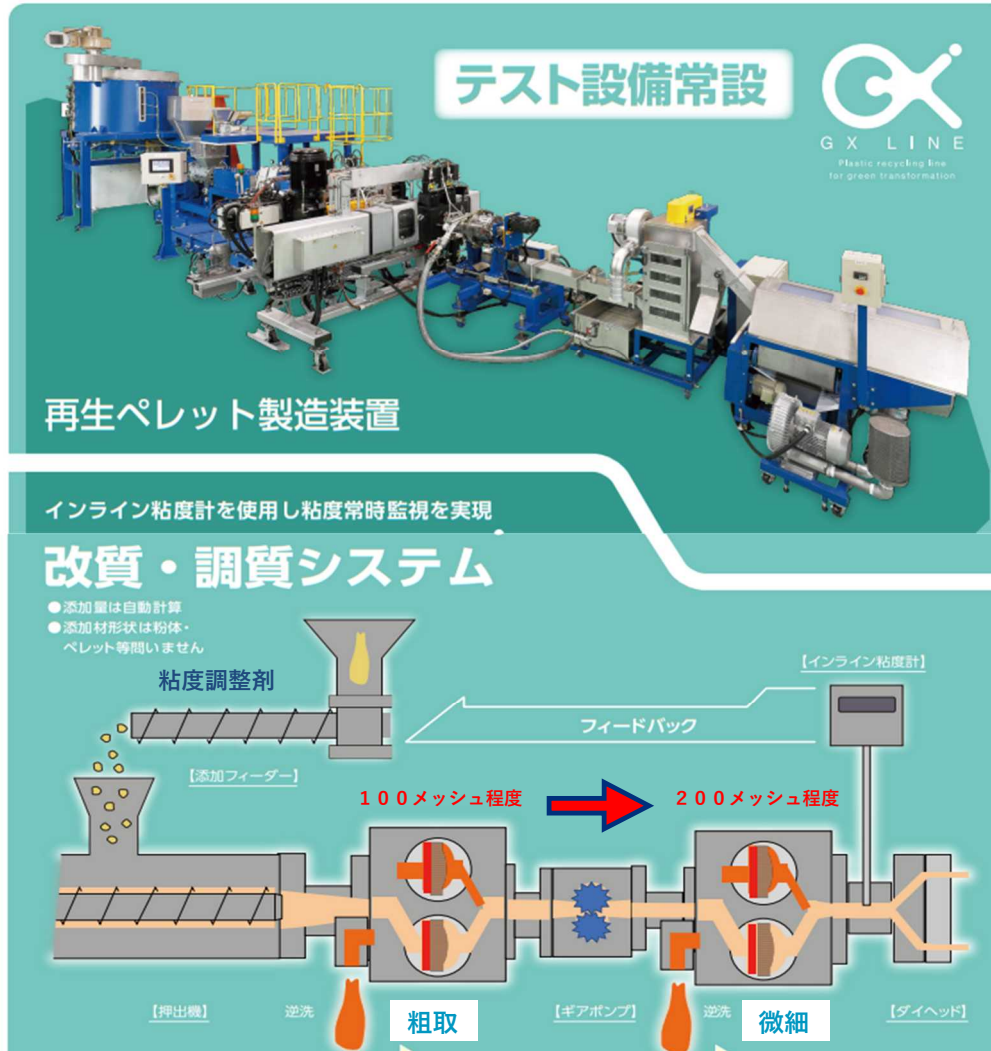 テスト設備常設
GX LINE
Plastic recycling line
for green transformation
再生ペレット製造装置
インライン粘度計を使用し粘度常時監視を実現
改質・調質システム
●添加量は自動計算
●添加材形状は粉体・
ペレット等問いません
粘度調整剤
【インライン粘度計】
フィードバック
【添加フィーダー】
100メッシュ程度
200メッシュ程度
【押出機】
逆洗
粗取
【ギアポンプ】
逆洗
微細
【ダイヘッド】